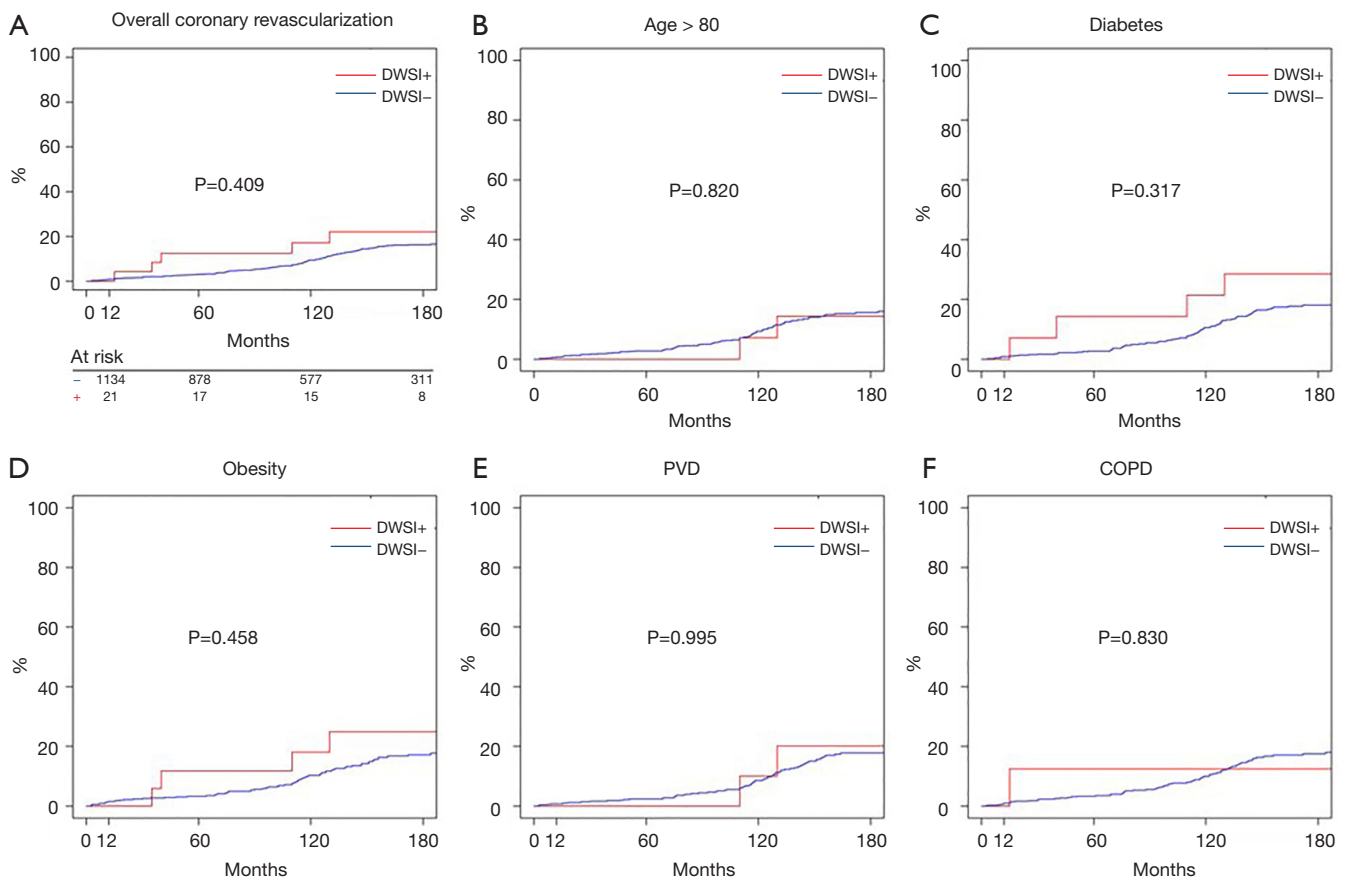 A
Overall coronary revascularization
100
80
60
40
20
0
%
DWSI+
DWSI−
P=0.409
0 12 60 120 180
Months
At risk
− 1134 878 577 311
+ 21 17 15 8
B
Age > 80
100
80
60
40
20
0
%
DWSI+
DWSI−
P=0.820
0 60 120 180
Months
C
Diabetes
100
80
60
40
20
0
%
DWSI+
DWSI−
P=0.317
0 12 60 120 180
Months
D
Obesity
100
80
60
40
20
0
%
DWSI+
DWSI−
P=0.458
0 12 60 120 180
Months
E
PVD
100
80
60
40
20
0
%
DWSI+
DWSI−
P=0.995
0 12 60 120 180
Months
F
COPD
100
80
60
40
20
0
%
DWSI+
DWSI−
P=0.830
0 12 60 120 180
Months